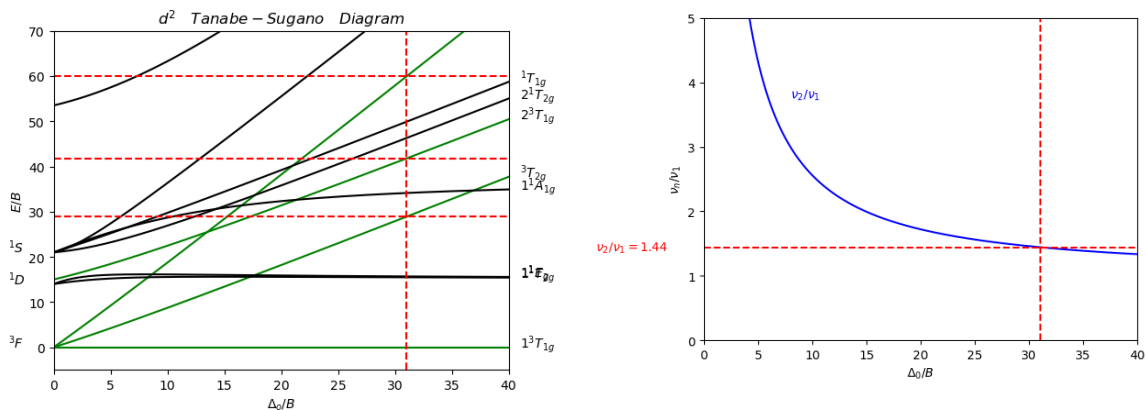 d² Tanabe – Sugano Diagram
70
60
50
40
30
20
10
0
E/B
¹S
¹D
³F
¹T₁g
2¹T₂g
2³T₁g
³T₂g
1¹A₁g
1³T₁g
0 5 10 15 20 25 30 35 40
Δₒ/B
5
4
3
2
1
0
νₙ/ν₁
ν₂/ν₁
ν₂/ν₁ = 1.44
0 5 10 15 20 25 30 35 40
Δ₀/B